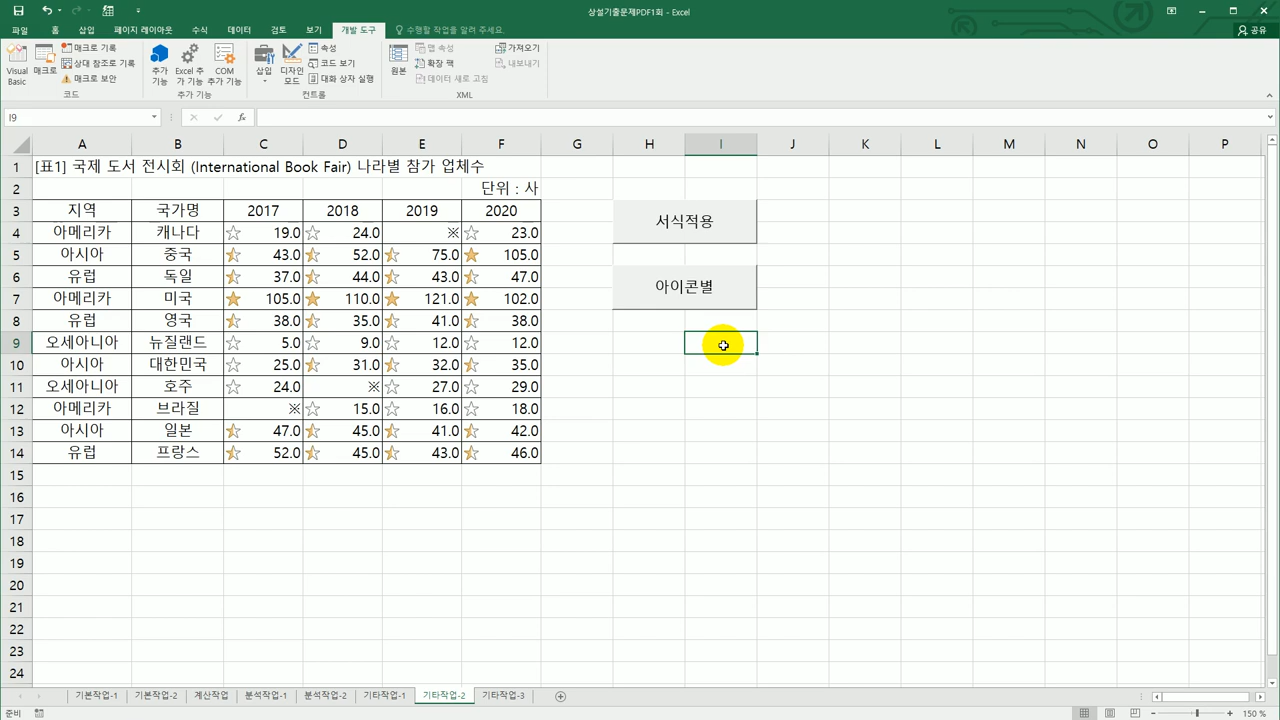 상설기출문제PDF1회 - Excel
파일 홈 삽입 페이지 레이아웃 수식 데이터 검토 보기 개발 도구 수행할 작업을 알려 주세요. 공유
Visual Basic 매크로 매크로 기록 상대 참조로 기록 매크로 보안 코드
추가 기능 Excel 추가 기능 COM 추가 기능 추가 기능
삽입 디자인 모드 속성 코드 보기 대화 상자 실행 컨트롤
원본 맵 속성 확장 팩 데이터 새로 고침 가져오기 내보내기 XML
I9 fx
A B C D E F G H I J K L M N O P
1 [표1] 국제 도서 전시회 (International Book Fair) 나라별 참가 업체수
2 단위 : 사
3 지역 국가명 2017 2018 2019 2020
서식적용
4 아메리카 캐나다 19.0 24.0 ※ 23.0
5 아시아 중국 43.0 52.0 75.0 105.0
6 유럽 독일 37.0 44.0 43.0 47.0
아이콘별
7 아메리카 미국 105.0 110.0 121.0 102.0
8 유럽 영국 38.0 35.0 41.0 38.0
9 오세아니아 뉴질랜드 5.0 9.0 12.0 12.0
10 아시아 대한민국 25.0 31.0 32.0 35.0
11 오세아니아 호주 24.0 ※ 27.0 29.0
12 아메리카 브라질 ※ 15.0 16.0 18.0
13 아시아 일본 47.0 45.0 41.0 42.0
14 유럽 프랑스 52.0 45.0 43.0 46.0
15
16
17
18
19
20
21
22
23
24
기본작업-1 기본작업-2 계산작업 분석작업-1 분석작업-2 기타작업-1 기타작업-2 기타작업-3
준비 150 %